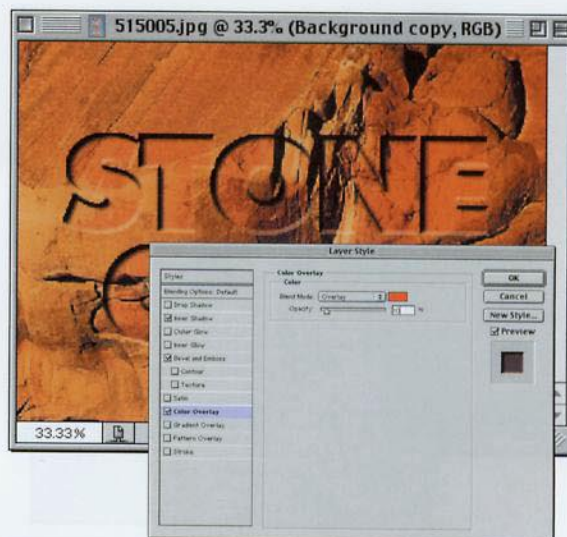 515005.jpg @ 33.3% (Background copy, RGB)
STONE
33.33%
Layer Style
Styles
Blending Options: Default
Drop Shadow
Inner Shadow
Outer Glow
Inner Glow
Bevel and Emboss
Contour
Texture
Satin
Color Overlay
Gradient Overlay
Pattern Overlay
Stroke
Color Overlay
Color
Blend Mode: Overlay
Opacity: %
OK
Cancel
New Style...
Preview